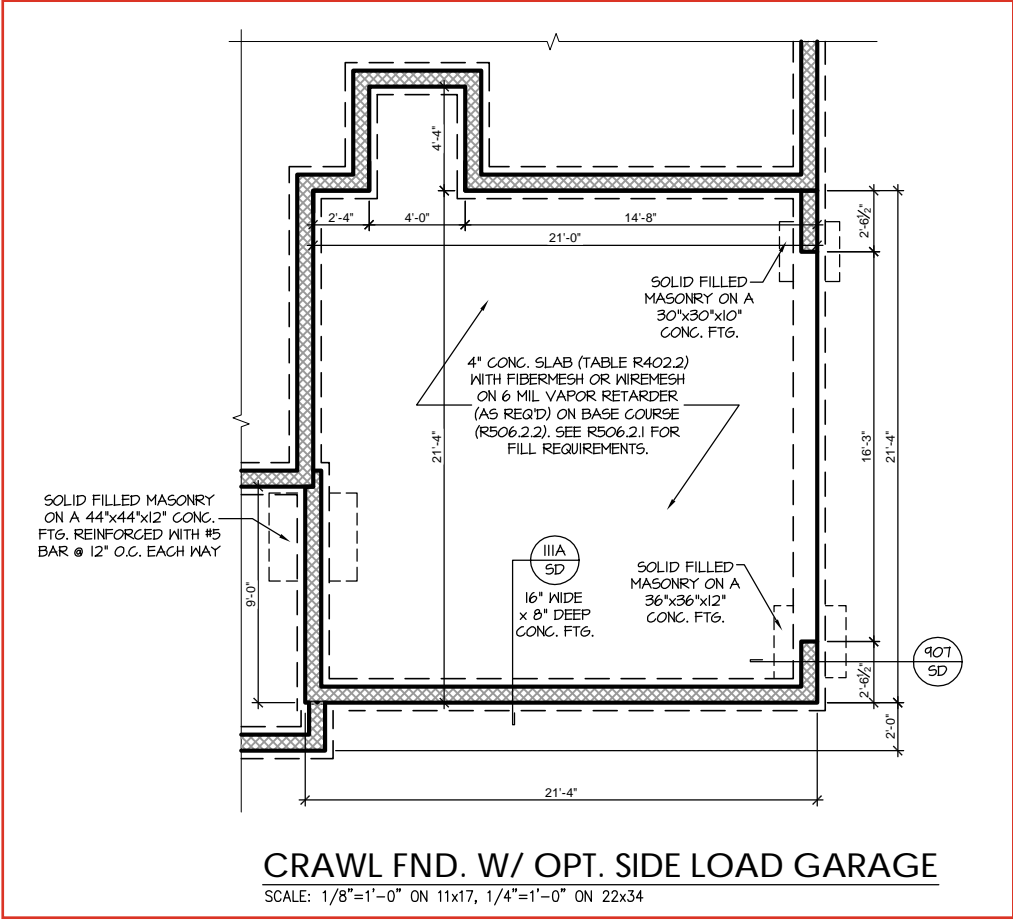 4'-4"
2'-4"
4'-0"
14'-8"
21'-0"
2'-6½"
SOLID FILLED
MASONRY ON A
30"x30"x10"
CONC. FTG.
4" CONC. SLAB (TABLE R402.2)
WITH FIBERMESH OR WIREMESH
ON 6 MIL VAPOR RETARDER
(AS REQ'D) ON BASE COURSE
(R506.2.2). SEE R506.2.1 FOR
FILL REQUIREMENTS.
21'-4"
16'-3"
21'-4"
SOLID FILLED MASONRY
ON A 44"x44"x12" CONC.
FTG. REINFORCED WITH #5
BAR @ 12" O.C. EACH WAY
9'-0"
111A
SD
16" WIDE
x 8" DEEP
CONC. FTG.
SOLID FILLED
MASONRY ON A
36"x36"x12"
CONC. FTG.
907
SD
2'-6½"
2'-0"
21'-4"
CRAWL FND. W/ OPT. SIDE LOAD GARAGE
SCALE: 1/8"=1'-0" ON 11x17, 1/4"=1'-0" ON 22x34